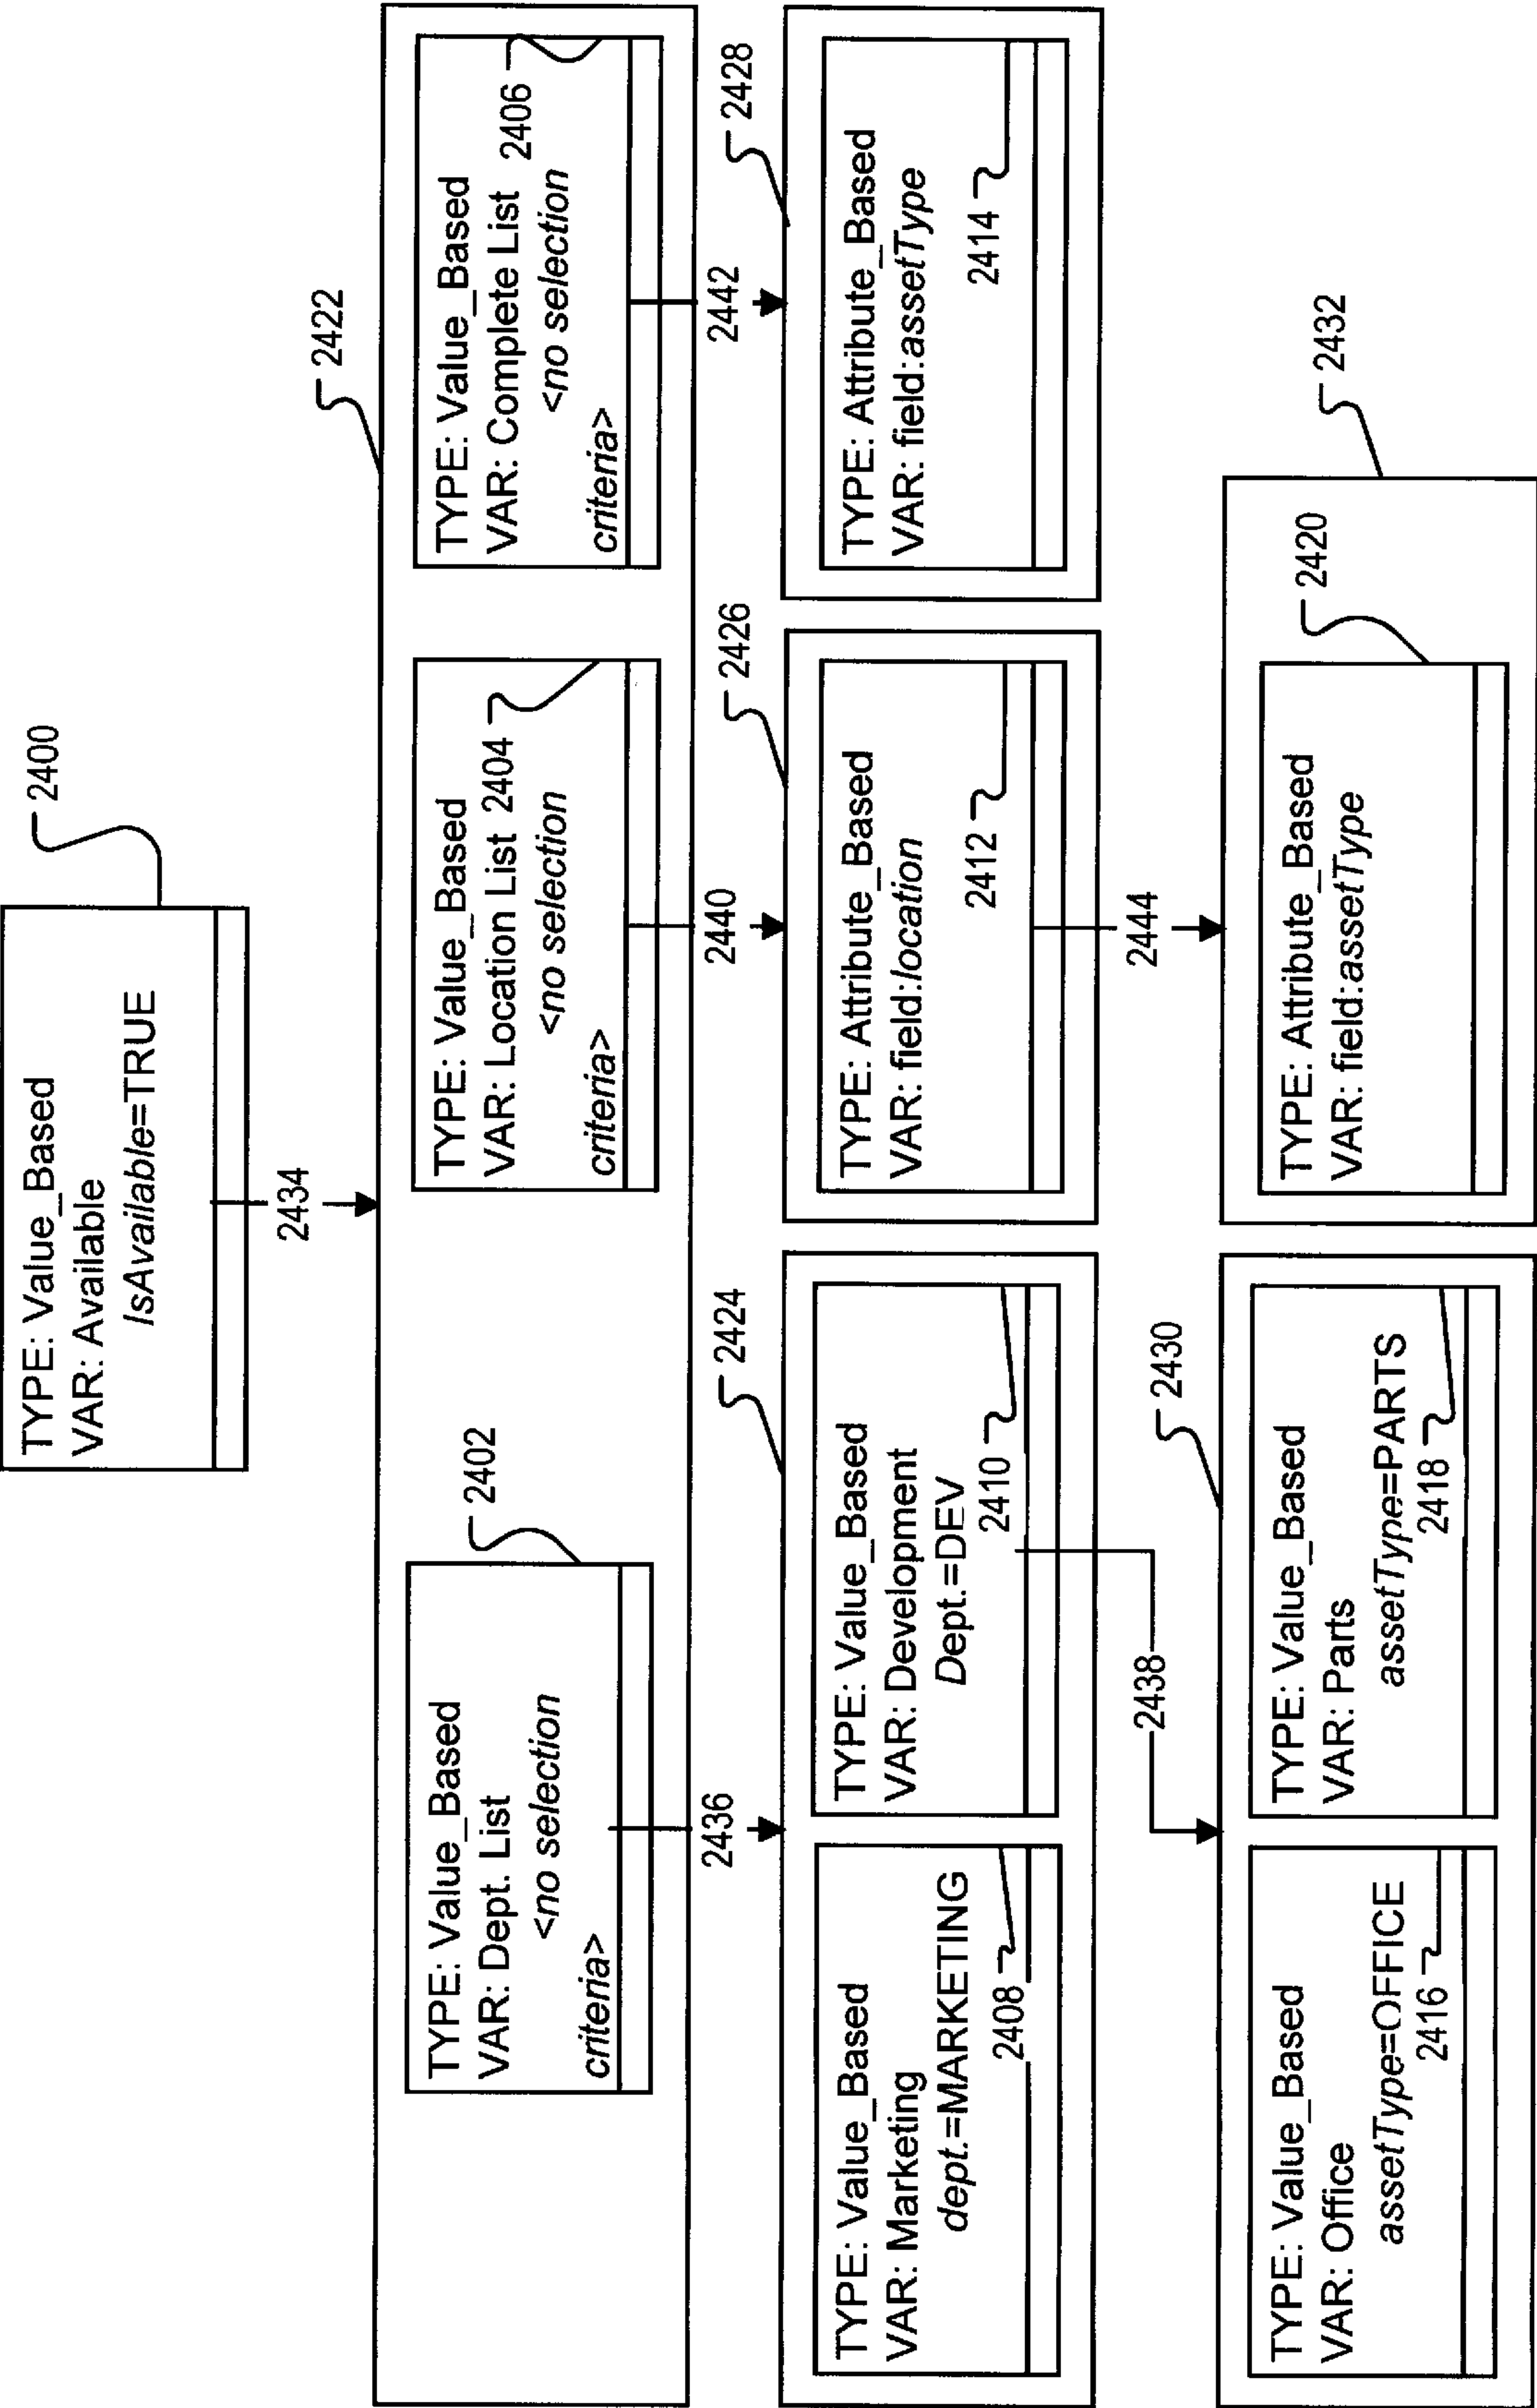 TYPE: Value_Based
VAR: Available
IsAvailable=TRUE
2400
2434
2422
TYPE: Value_Based
VAR: Dept. List
<no selection
criteria>
2402
TYPE: Value_Based
VAR: Location List 2404
<no selection
criteria>
TYPE: Value_Based
VAR: Complete List 2406
<no selection
criteria>
2436
2440
2442
2424
2426
2428
TYPE: Value_Based
VAR: Marketing
dept.=MARKETING
2408
TYPE: Value_Based
VAR: Development
Dept.=DEV
2410
TYPE: Attribute_Based
VAR: field:location
2412
TYPE: Attribute_Based
VAR: field:assetType
2414
2438
2444
2430
2432
TYPE: Value_Based
VAR: Office
assetType=OFFICE
2416
TYPE: Value_Based
VAR: Parts
assetType=PARTS
2418
TYPE: Attribute_Based
VAR: field:assetType
2420